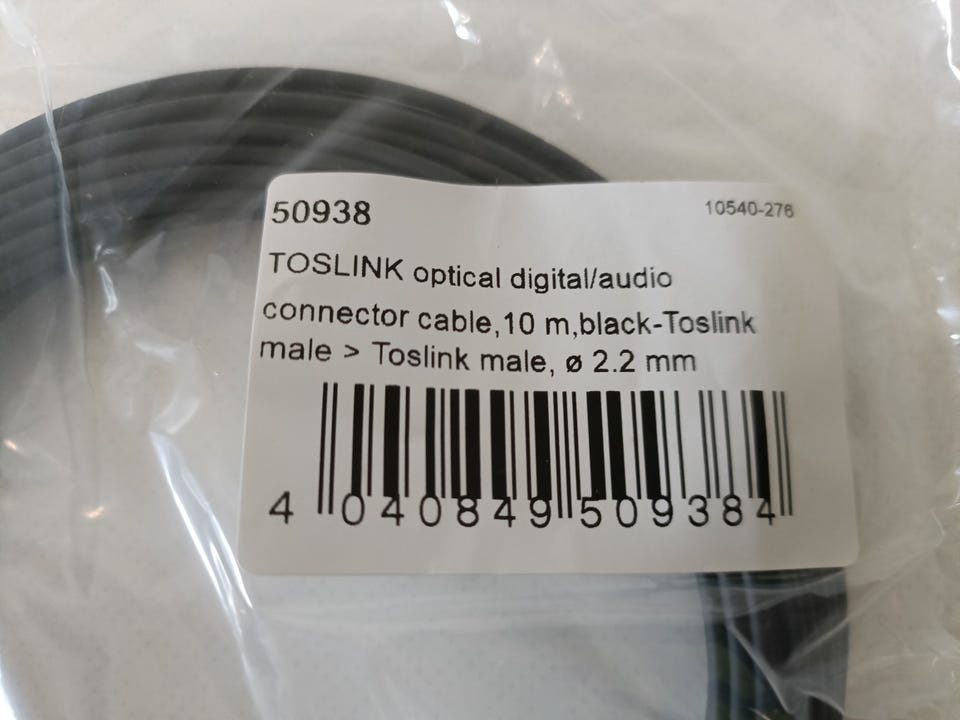 50938 10540-276
TOSLINK optical digital/audio
connector cable,10 m,black-Toslink
male > Toslink male, ø 2.2 mm
4 040849 509384